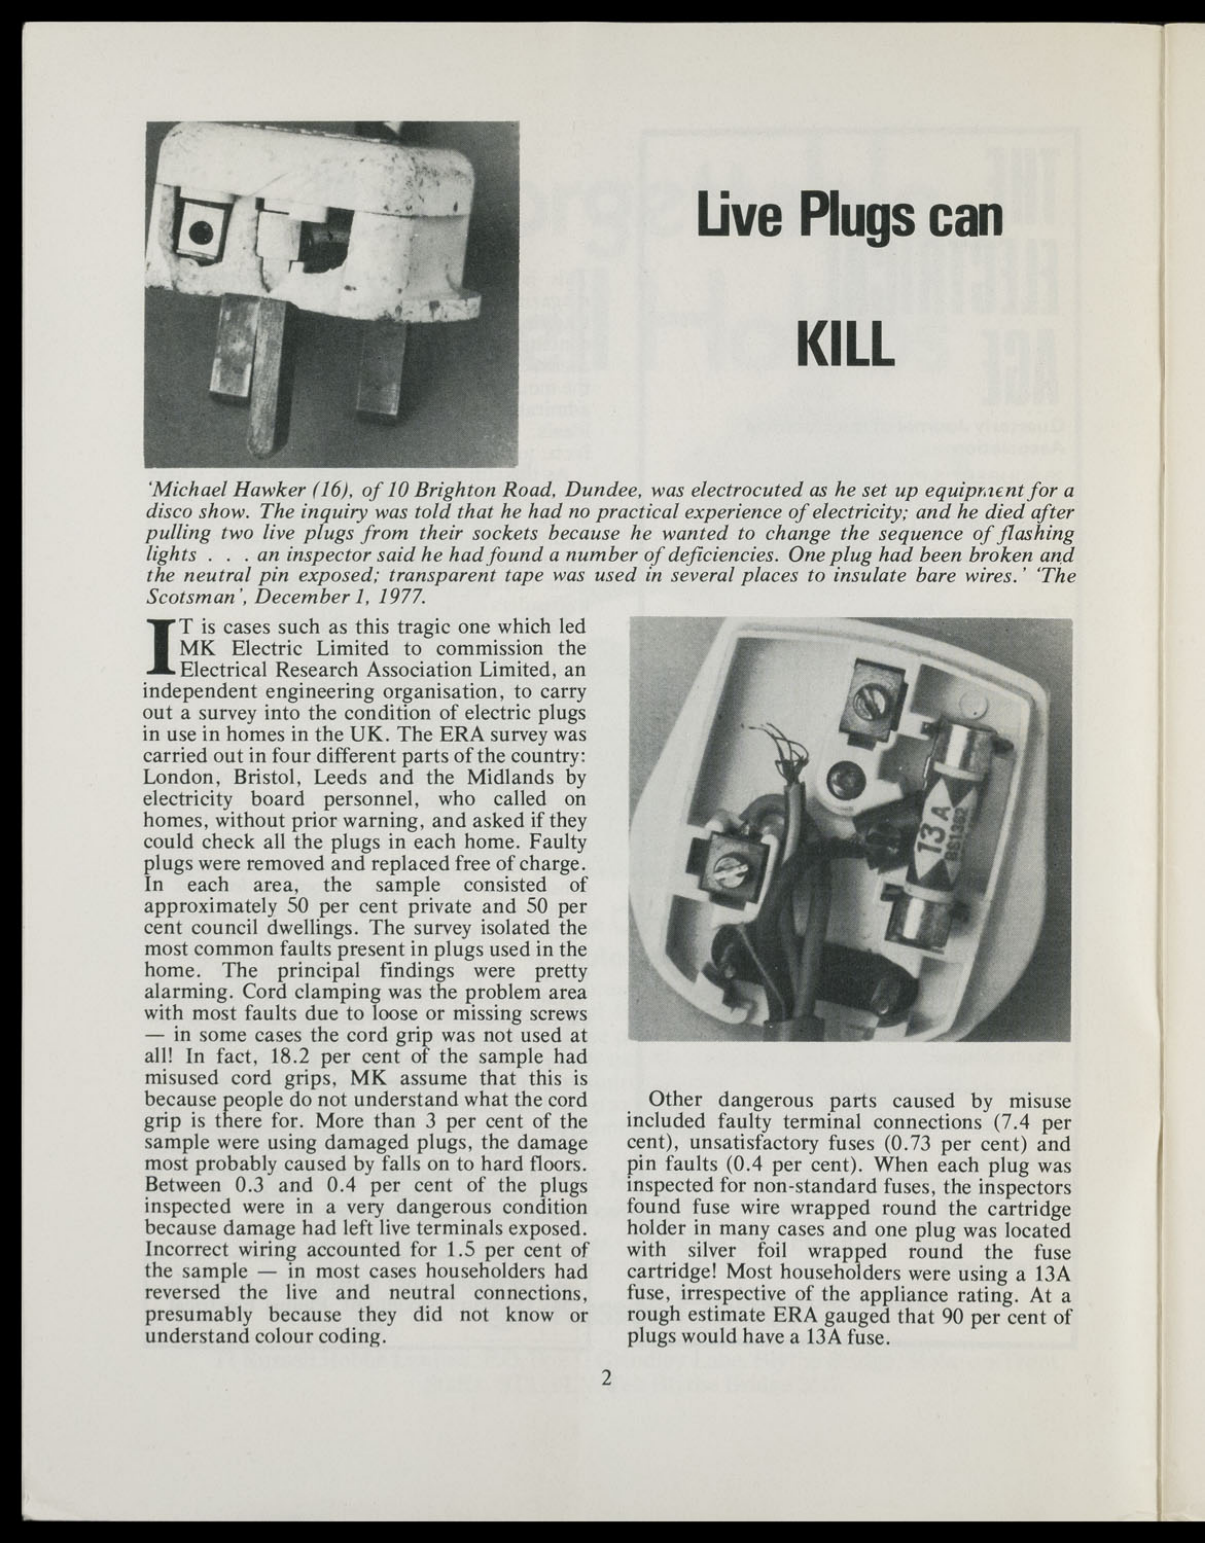 Live Plugs can
KILL
'Michael Hawker (16), of 10 Brighton Road, Dundee, was electrocuted as he set up equipment for a
disco show. The inquiry was told that he had no practical experience of electricity; and he died after
pulling two live plugs from their sockets because he wanted to change the sequence of flashing
lights . . . an inspector said he had found a number of deficiencies. One plug had been broken and
the neutral pin exposed; transparent tape was used in several places to insulate bare wires.' 'The
Scotsman', December 1, 1977.
IT is cases such as this tragic one which led
MK Electric Limited to commission the
Electrical Research Association Limited, an
independent engineering organisation, to carry
out a survey into the condition of electric plugs
in use in homes in the UK. The ERA survey was
carried out in four different parts of the country:
London, Bristol, Leeds and the Midlands by
electricity board personnel, who called on
homes, without prior warning, and asked if they
could check all the plugs in each home. Faulty
plugs were removed and replaced free of charge.
In each area, the sample consisted of
approximately 50 per cent private and 50 per
cent council dwellings. The survey isolated the
most common faults present in plugs used in the
home. The principal findings were pretty
alarming. Cord clamping was the problem area
with most faults due to loose or missing screws
— in some cases the cord grip was not used at
all! In fact, 18.2 per cent of the sample had
misused cord grips, MK assume that this is
because people do not understand what the cord
grip is there for. More than 3 per cent of the
sample were using damaged plugs, the damage
most probably caused by falls on to hard floors.
Between 0.3 and 0.4 per cent of the plugs
inspected were in a very dangerous condition
because damage had left live terminals exposed.
Incorrect wiring accounted for 1.5 per cent of
the sample — in most cases householders had
reversed the live and neutral connections,
presumably because they did not know or
understand colour coding.
13A
BS1362
Other dangerous parts caused by misuse
included faulty terminal connections (7.4 per
cent), unsatisfactory fuses (0.73 per cent) and
pin faults (0.4 per cent). When each plug was
inspected for non-standard fuses, the inspectors
found fuse wire wrapped round the cartridge
holder in many cases and one plug was located
with silver foil wrapped round the fuse
cartridge! Most householders were using a 13A
fuse, irrespective of the appliance rating. At a
rough estimate ERA gauged that 90 per cent of
plugs would have a 13A fuse.
2